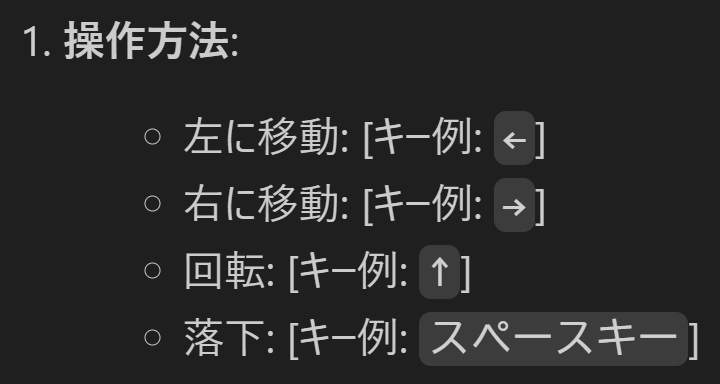 1. 操作方法:
○ 左に移動: [キー例: ←]
○ 右に移動: [キー例: →]
○ 回転: [キー例: ↑]
○ 落下: [キー例: スペースキー]